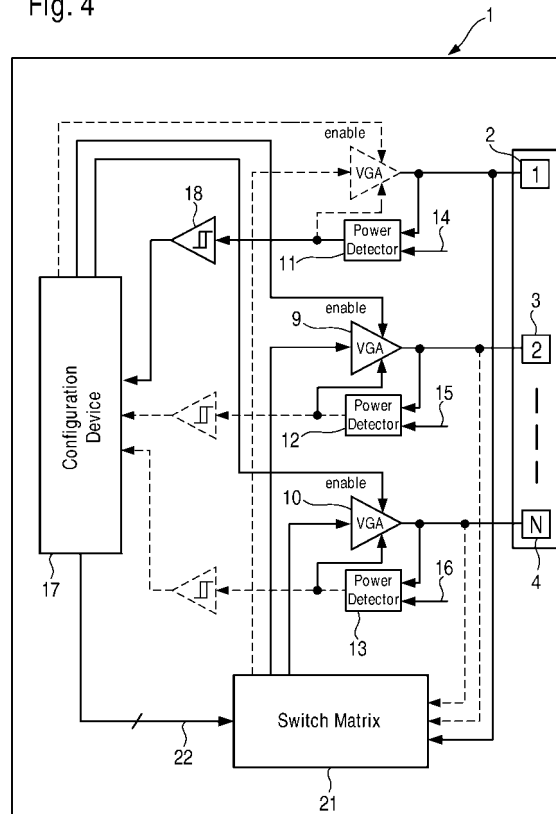 Fig. 4
1
enable
2
VGA
1
18
14
Power
Detector
11
enable
9
3
VGA
2
15
Power
Detector
12
Configuration
Device
enable
10
VGA
N
17
16
4
Power
Detector
13
Switch Matrix
22
21